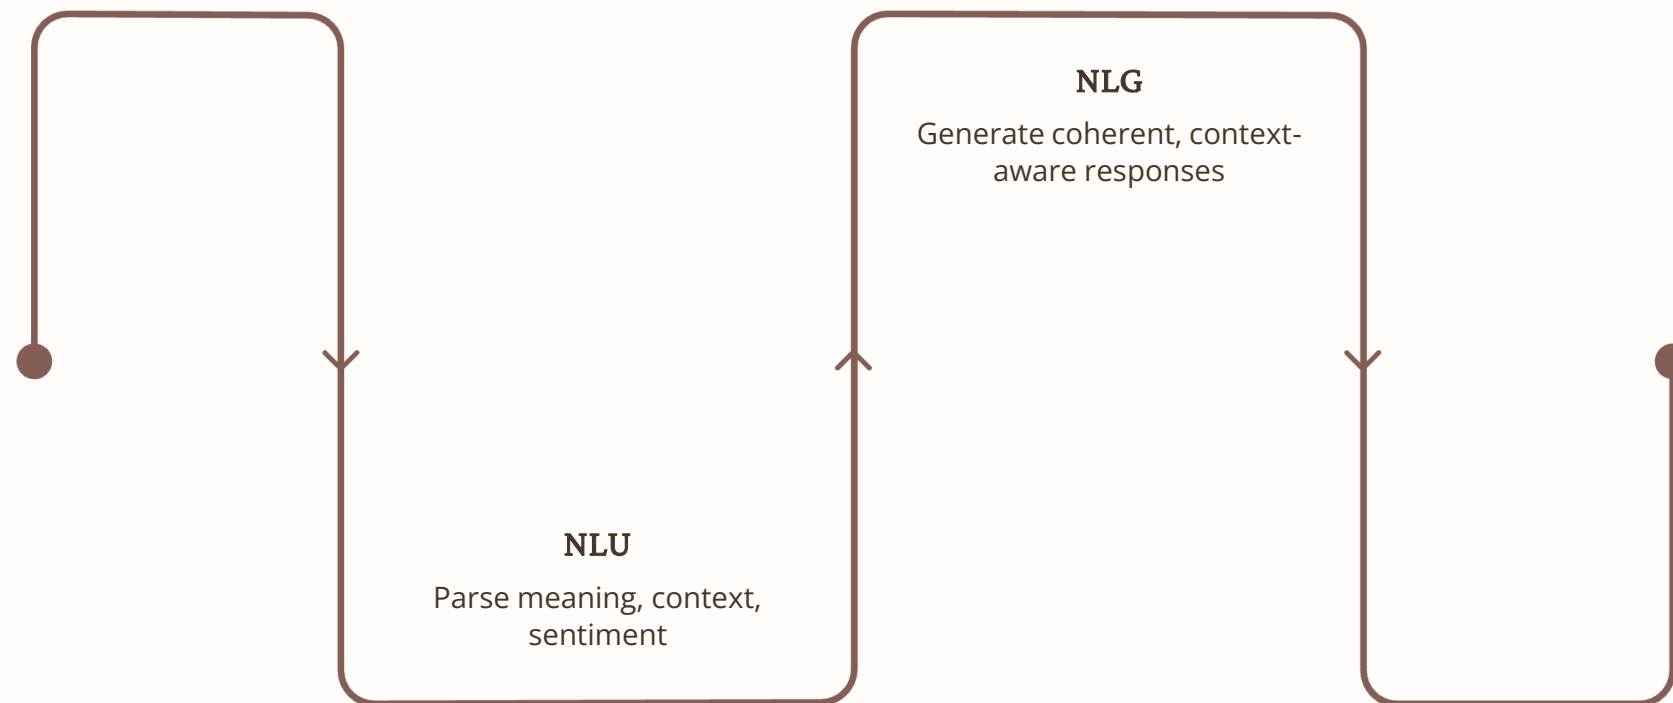 NLG
Generate coherent, context-
aware responses
NLU
Parse meaning, context,
sentiment